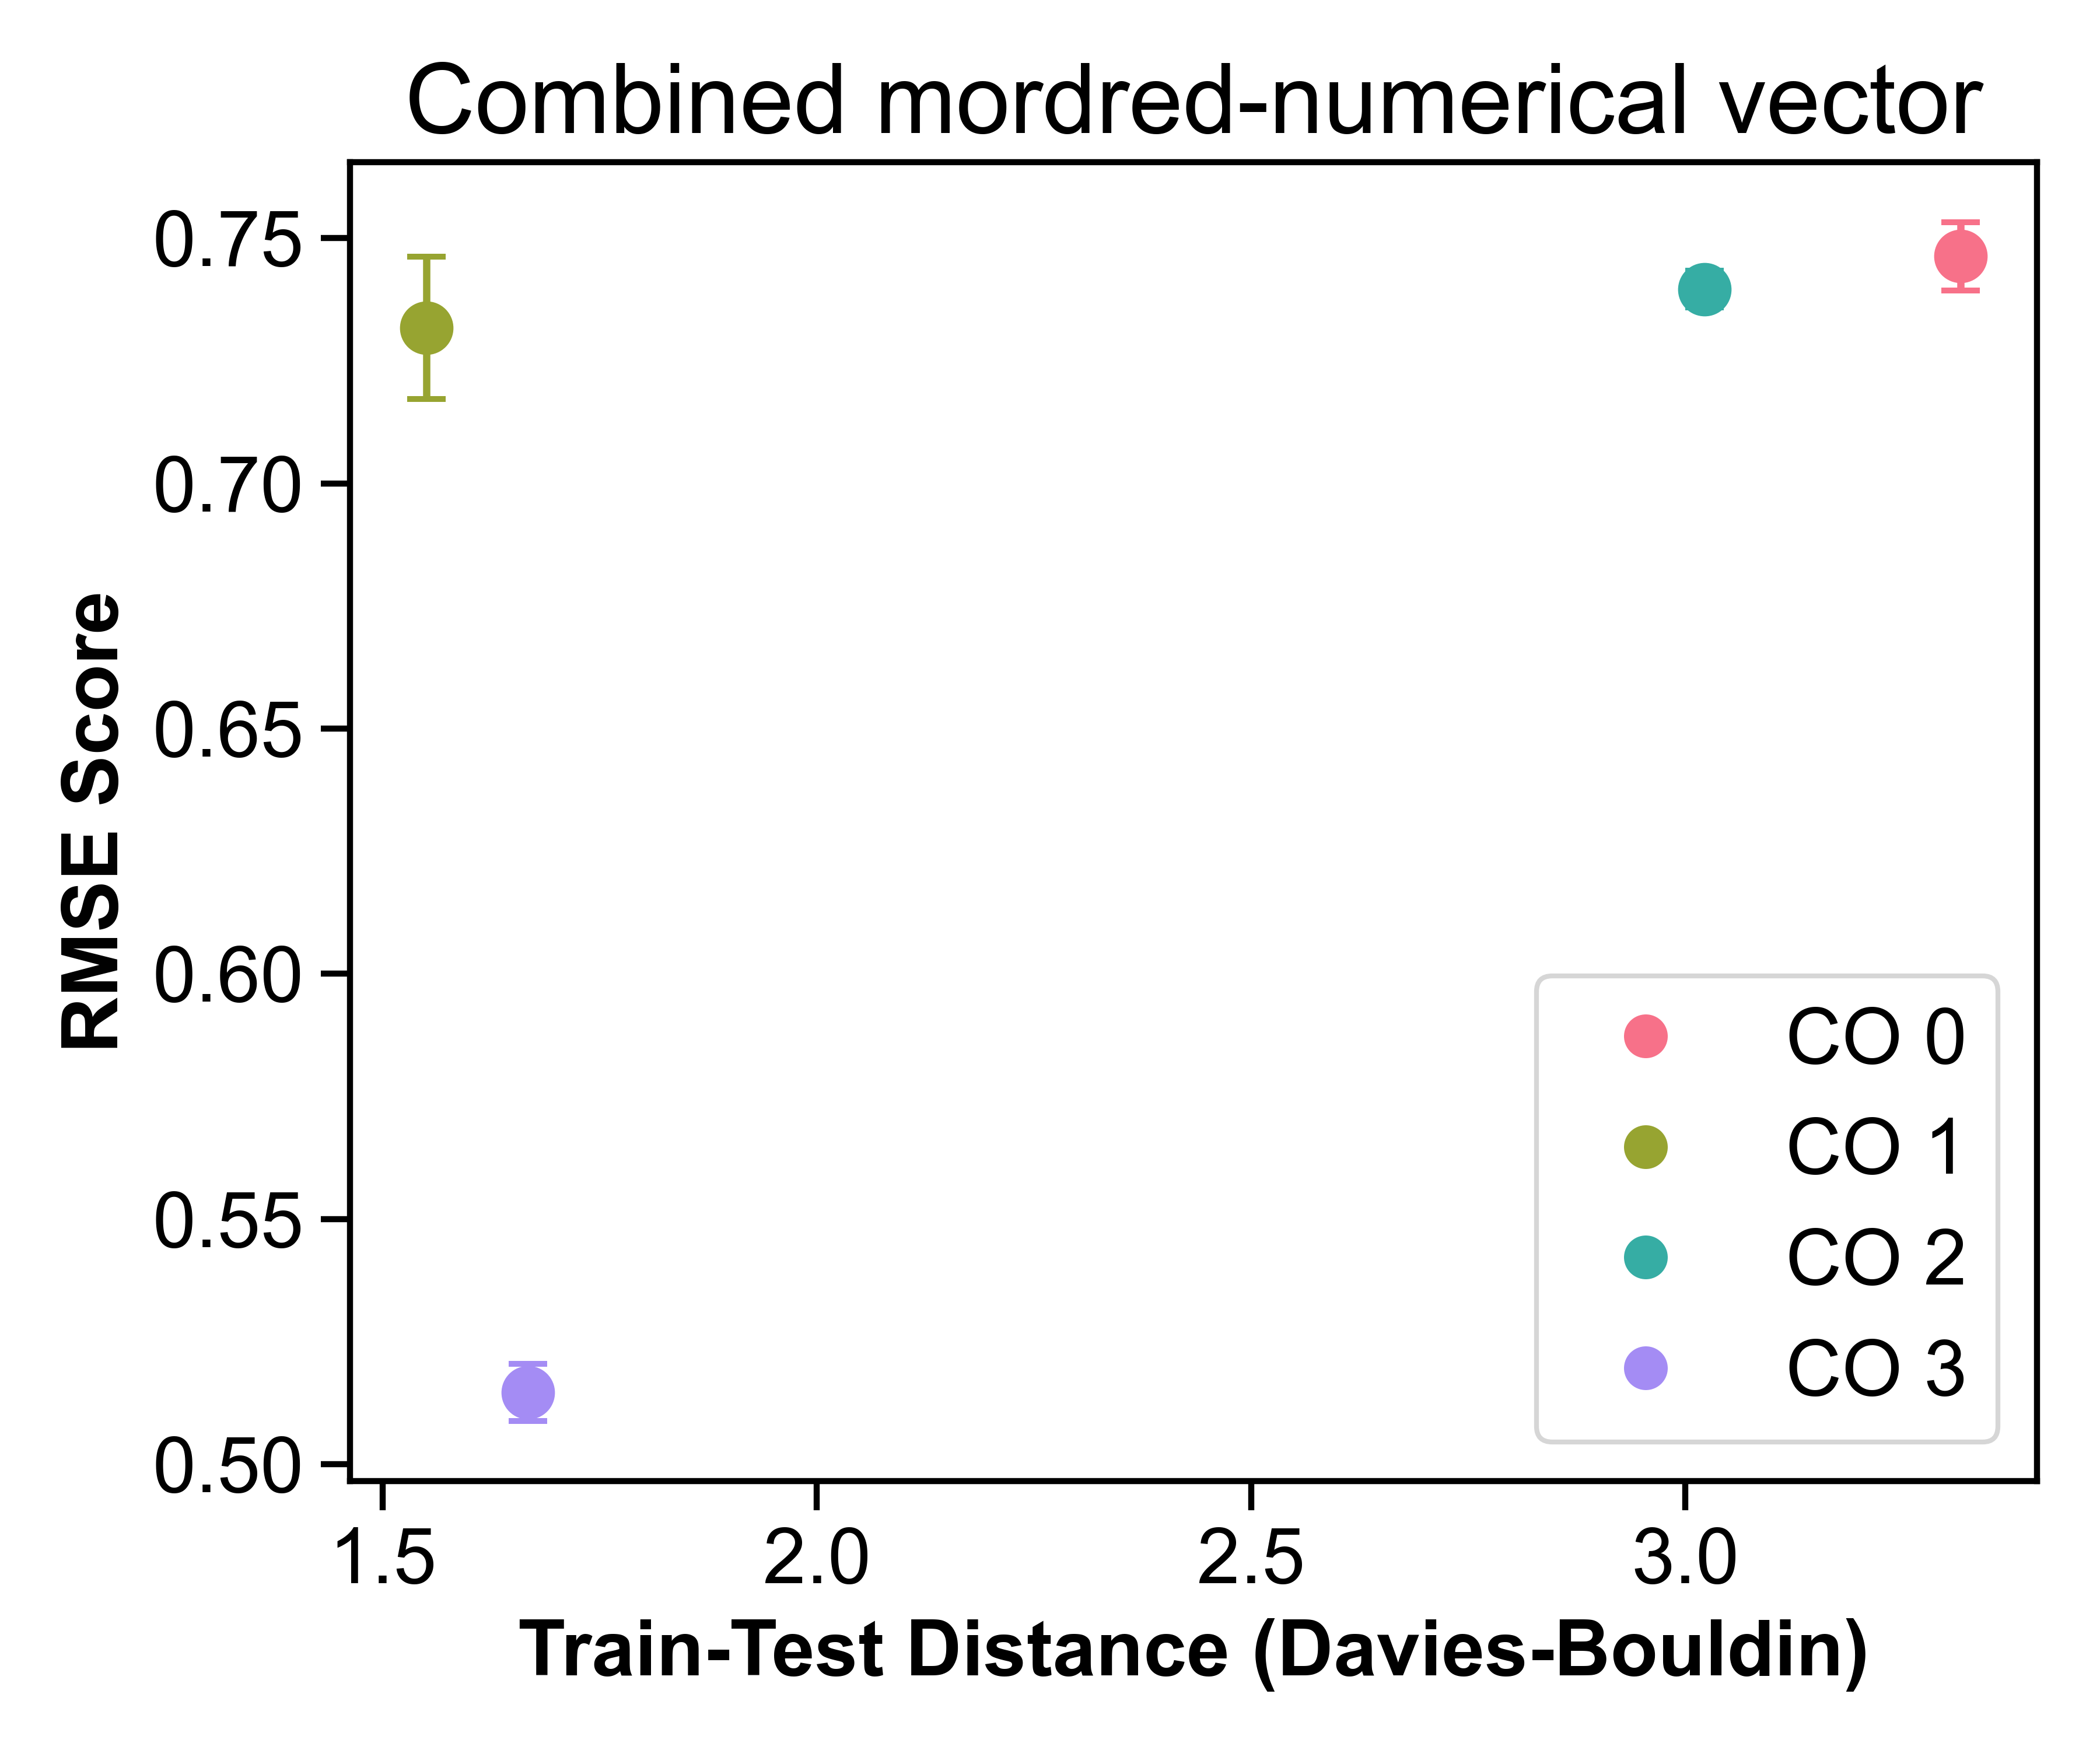 Combined mordred-numerical vector
0.75
0.70
0.65
0.60
0.55
0.50
RMSE Score
CO 0
CO 1
CO 2
CO 3
1.5 2.0 2.5 3.0
Train-Test Distance (Davies-Bouldin)